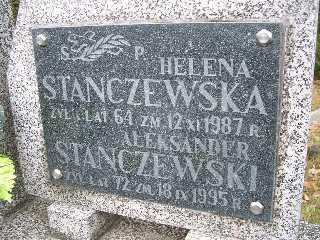 S. P.
HELENA
STANCZEWSKA
ŻYŁA LAT 64 ZM. 12 XI 1987 R.
ALEKSANDER
STANCZEWSKI
ŻYŁ LAT 72 ZM. 18 IX 1995 R.